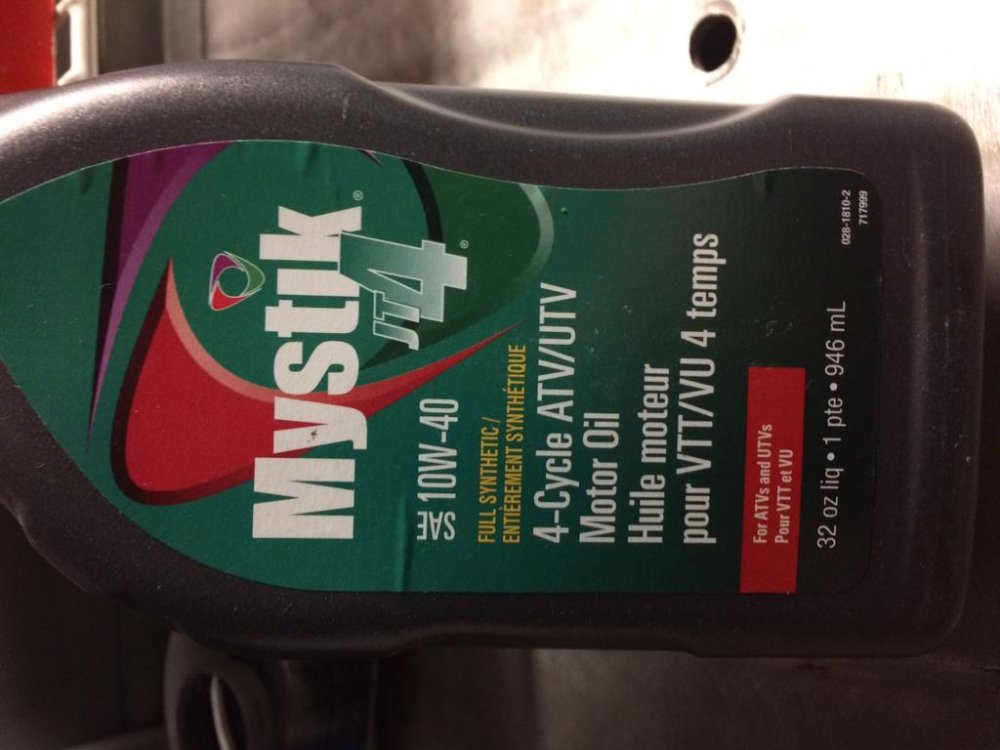 Mystik®
JT4®
SAE 10W-40
FULL SYNTHETIC /
ENTIÈREMENT SYNTHÉTIQUE
4-Cycle ATV/UTV
Motor Oil
Huile moteur
pour VTT/VU 4 temps
For ATVs and UTVs
Pour VTT et VU
32 oz liq • 1 pte • 946 mL
028-1810-2
717999